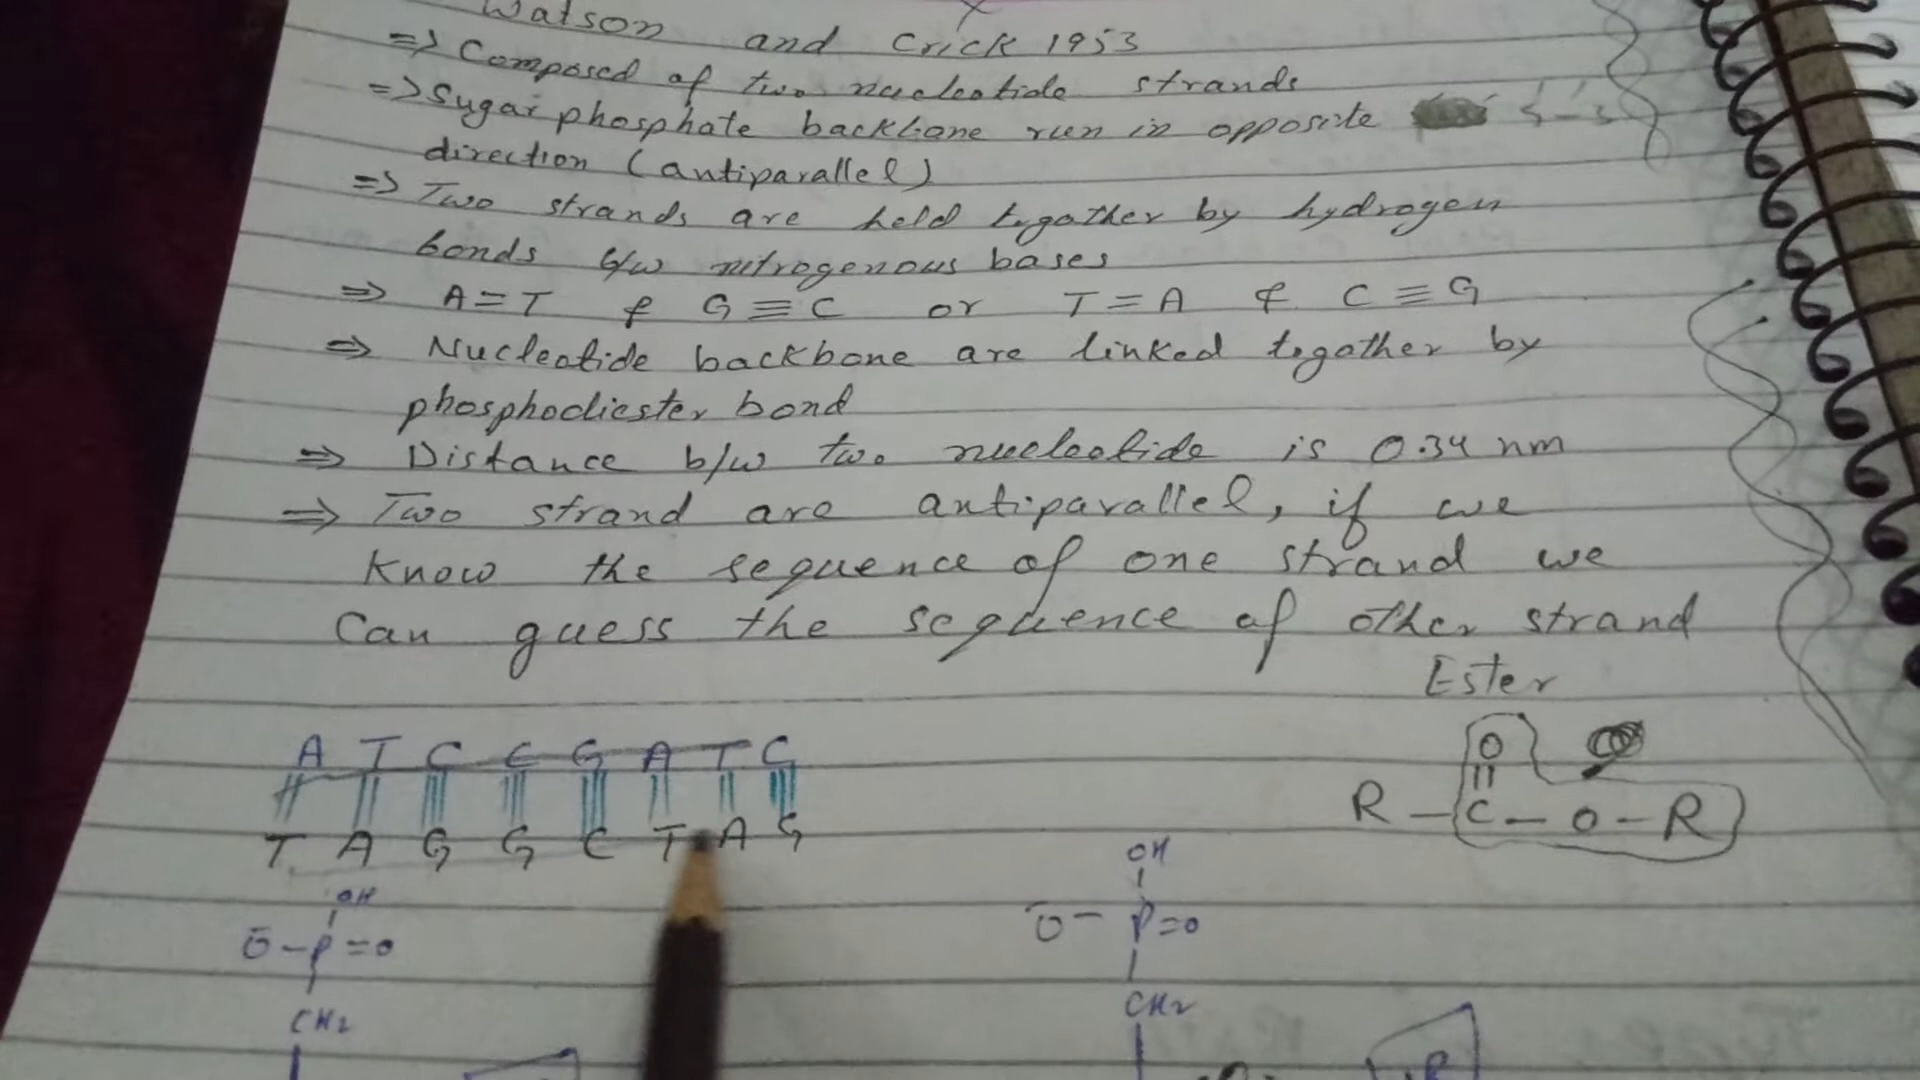 Watson and Crick 1953
=> Composed of two nucleotide strands
=> Sugar phosphate backbone run in opposite
direction (antiparallel)
=> Two strands are held togather by hydrogen
bonds b/w nitrogenous bases
=> A=T & G≡C or T=A & C≡G
=> Nucleotide backbone are linked togather by
phosphodiester bond
=> Distance b/w two nucleotide is 0.34 nm
=> Two strand are antiparallel, if we
Know the sequence of one strand we
Can guess the sequence of other strand
Ester
A T C C G A T C
T A G G C T A G
O
R - C - O - R
OH
O - P = O
CH2
OH
O - P = O
CH2